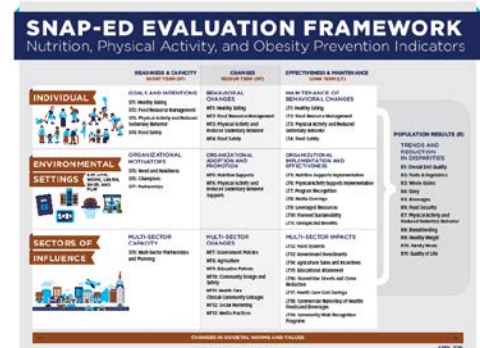 SNAP-ED EVALUATION FRAMEWORK
Nutrition, Physical Activity, and Obesity Prevention Indicators
READINESS & CAPACITY
SHORT TERM (ST)
CHANGES
MEDIUM TERM (MT)
EFFECTIVENESS & MAINTENANCE
LONG TERM (LT)
INDIVIDUAL
GOALS AND INTENTIONS
ST1: Healthy Eating
ST2: Food Resource Management
ST3: Physical Activity and Reduced
Sedentary Behavior
ST4: Food Safety
BEHAVIORAL
CHANGES
MT1: Healthy Eating
MT2: Food Resource Management
MT3: Physical Activity and
Reduced Sedentary Behavior
MT4: Food Safety
MAINTENANCE OF
BEHAVIORAL CHANGES
LT1: Healthy Eating
LT2: Food Resource Management
LT3: Physical Activity and Reduced
Sedentary Behavior
LT4: Food Safety
ENVIRONMENTAL
SETTINGS
EAT, LIVE,
WORK, LEARN,
SHOP, AND
PLAY
ORGANIZATIONAL
MOTIVATORS
ST5: Need and Readiness
ST6: Champions
ST7: Partnerships
ORGANIZATIONAL
ADOPTION AND
PROMOTION
MT5: Nutrition Supports
MT6: Physical Activity and
Reduced Sedentary Behavior
Supports
ORGANIZATIONAL
IMPLEMENTATION AND
EFFECTIVENESS
LT5: Nutrition Supports Implementation
LT6: Physical Activity Supports Implementation
LT7: Program Recognition
LT8: Media Coverage
LT9: Leveraged Resources
LT10: Planned Sustainability
LT11: Unexpected Benefits
SECTORS OF
INFLUENCE
MULTI-SECTOR
CAPACITY
ST8: Multi-Sector Partnerships
and Planning
MULTI-SECTOR
CHANGES
MT7: Government Policies
MT8: Agriculture
MT9: Education Policies
MT10: Community Design and
Safety
MT11: Health Care
Clinical-Community Linkages
MT12: Social Marketing
MT13: Media Practices
MULTI-SECTOR IMPACTS
LT12: Food Systems
LT13: Government Investments
LT14: Agriculture Sales and Incentives
LT15: Educational Attainment
LT16: Shared Use Streets and Crime
Reduction
LT17: Health Care Cost Savings
LT18: Commercial Marketing of Healthy
Foods and Beverages
LT19: Community-Wide Recognition
Programs
POPULATION RESULTS (R)
TRENDS AND
REDUCTION
IN DISPARITIES
R1: Overall Diet Quality
R2: Fruits & Vegetables
R3: Whole Grains
R4: Dairy
R5: Beverages
R6: Food Security
R7: Physical Activity and
Reduced Sedentary Behavior
R8: Breastfeeding
R9: Healthy Weight
R10: Family Meals
R11: Quality of Life
CHANGES IN SOCIETAL NORMS AND VALUES